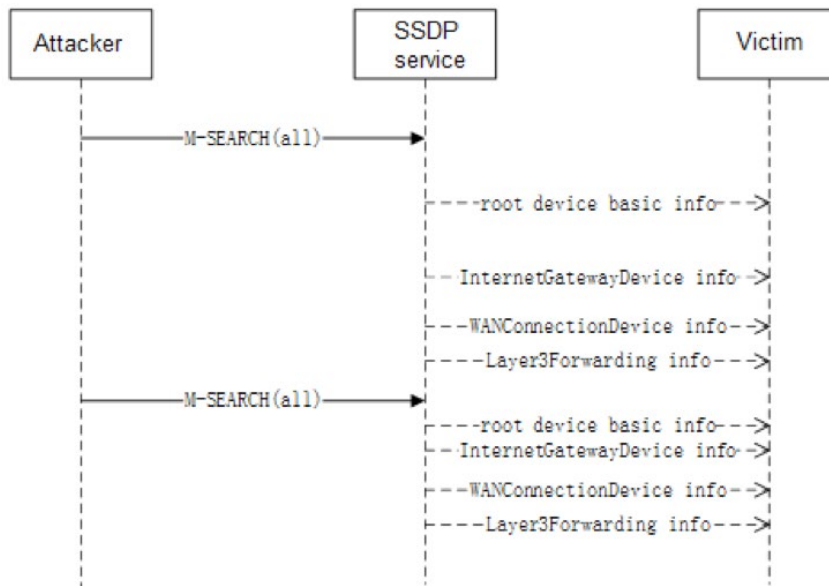 Attacker
SSDP
service
Victim
M-SEARCH(all)
root device basic info
InternetGatewayDevice info
WANConnectionDevice info
Layer3Forwarding info
M-SEARCH(all)
root device basic info
InternetGatewayDevice info
WANConnectionDevice info
Layer3Forwarding info